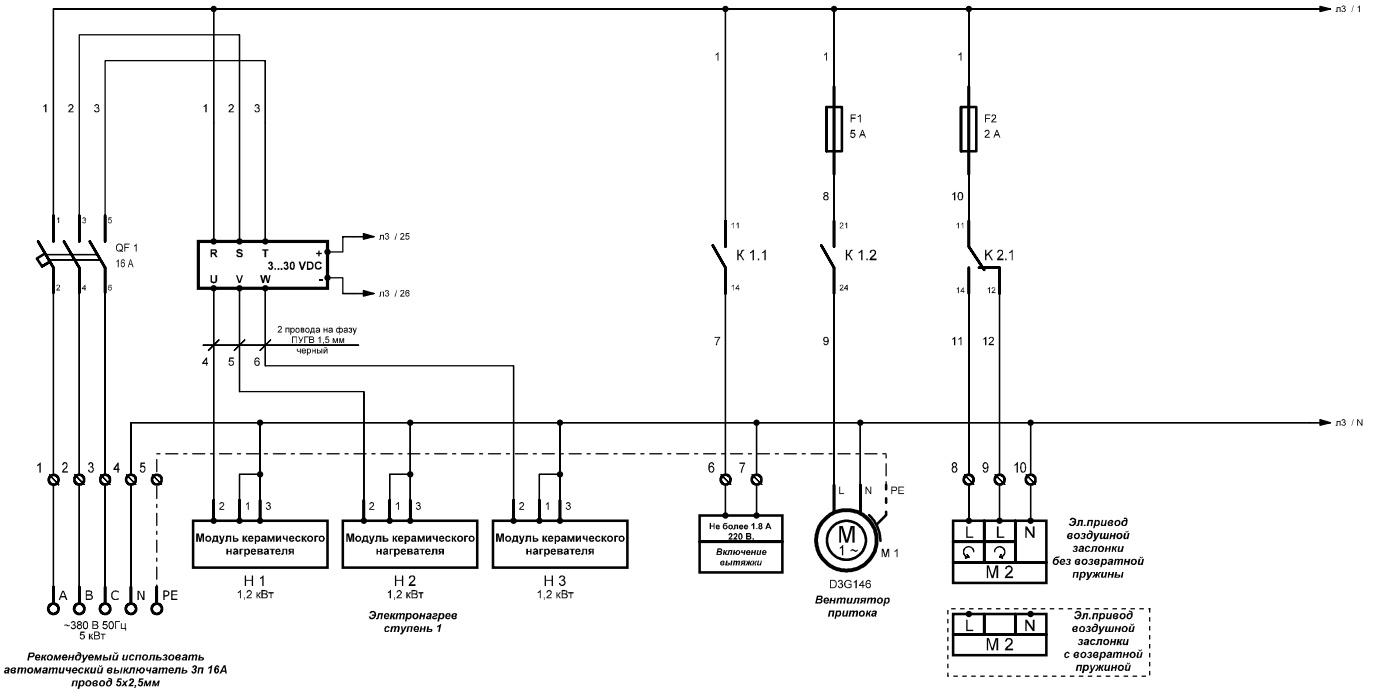 л3 / 1
1 2 3 1 2 3 1 1 1
F1
5 А
F2
2 А
8 10
1 3 5 11 21 11
QF 1
16 А
R S T +
3...30 VDC
U V W -
л3 / 25
л3 / 26
К 1.1
К 1.2
К 2.1
2 4 6 14 24 14 12
2 провода на фазу
ПУГВ 1,5 мм
черный
4 5 6
7 9 11 12
л3 / N
1 2 3 4 5 6 7 8 9 10
2 1 3 2 1 3 2 1 3
L N PE
Модуль керамического
нагревателя
Модуль керамического
нагревателя
Модуль керамического
нагревателя
Н 1
1,2 кВт
Н 2
1,2 кВт
Н 3
1,2 кВт
Электронагрев
ступень 1
Не более 1.8 А
220 В.
Включение
вытяжки
М
1 ~
М 1
D3G146
Вентилятор
притока
L L N
М 2
Эл.привод
воздушной
заслонки
без возвратной
пружины
L N
М 2
Эл.привод
воздушной
заслонки
с возвратной
пружиной
A B C N PE
~380 В 50Гц
5 кВт
Рекомендуемый использовать
автоматический выключатель 3п 16А
провод 5х2,5мм